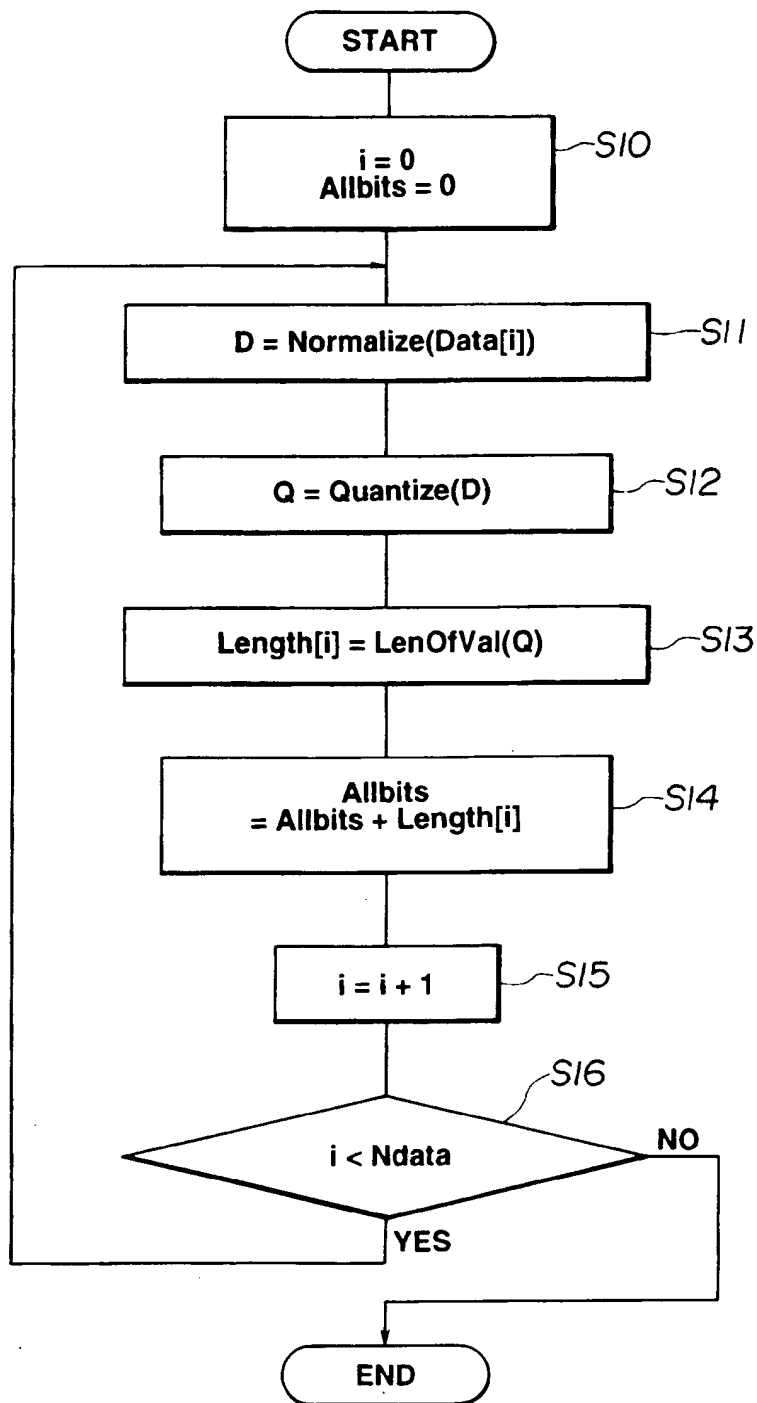 START
i = 0
Allbits = 0
S10
D = Normalize(Data[i])
S11
Q = Quantize(D)
S12
Length[i] = LenOfVal(Q)
S13
Allbits
= Allbits + Length[i]
S14
i = i + 1
S15
S16
i < Ndata
NO
YES
END